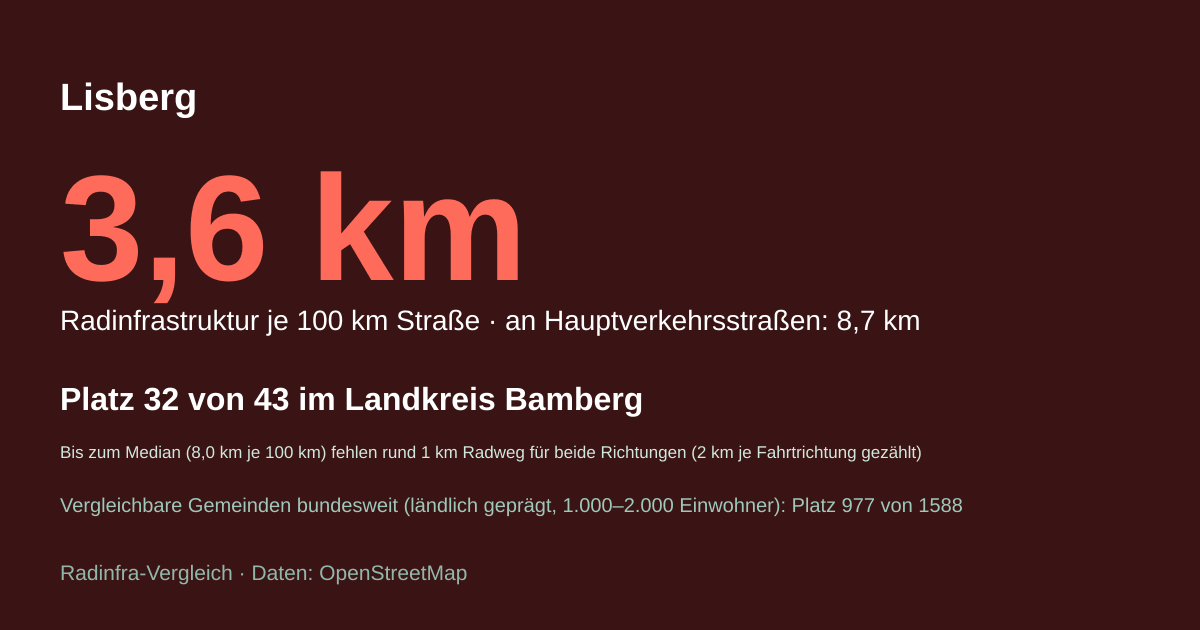 Lisberg
3,6 km
Radinfrastruktur je 100 km Straße · an Hauptverkehrsstraßen: 8,7 km
Platz 32 von 43 im Landkreis Bamberg
Bis zum Median (8,0 km je 100 km) fehlen rund 1 km Radweg für beide Richtungen (2 km je Fahrtrichtung gezählt)
Vergleichbare Gemeinden bundesweit (ländlich geprägt, 1.000–2.000 Einwohner): Platz 977 von 1588
Radinfra-Vergleich · Daten: OpenStreetMap